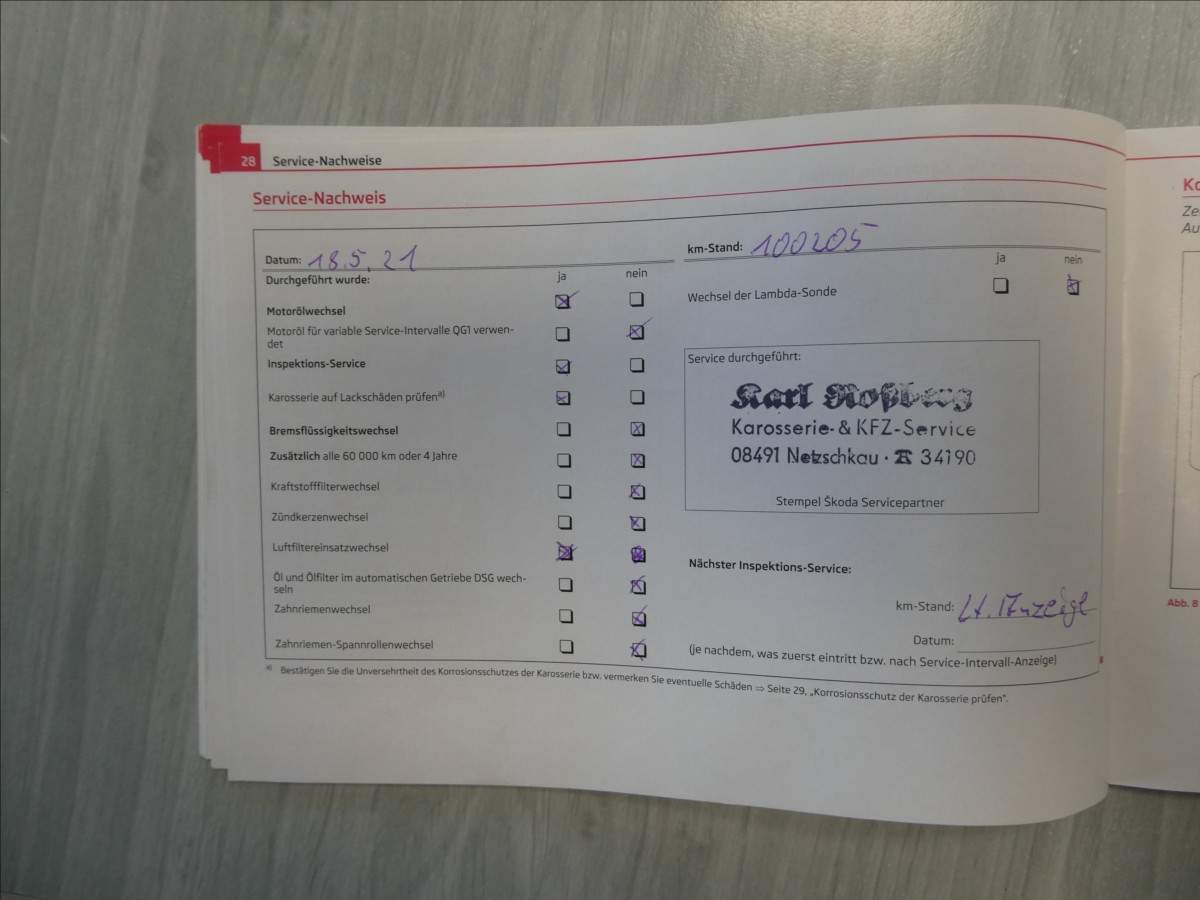 28 Service-Nachweise
Service-Nachweis
Datum: 18.5.21
Durchgeführt wurde: ja nein
Motorölwechsel
Motoröl für variable Service-Intervalle QG1 verwen-
det
Inspektions-Service
Karosserie auf Lackschäden prüfen a)
Bremsflüssigkeitswechsel
Zusätzlich alle 60 000 km oder 4 Jahre
Kraftstofffilterwechsel
Zündkerzenwechsel
Luftfiltereinsatzwechsel
Öl und Ölfilter im automatischen Getriebe DSG wech-
seln
Zahnriemenwechsel
Zahnriemen-Spannrollenwechsel
km-Stand: 100205
ja nein
Wechsel der Lambda-Sonde
Service durchgeführt:
Karl Roßberg
Karosserie- & KFZ-Service
08491 Netzschkau · ☎ 34190
Stempel Škoda Servicepartner
Nächster Inspektions-Service:
km-Stand: Lt. Anzeige
Datum:
(je nachdem, was zuerst eintritt bzw. nach Service-Intervall-Anzeige)
a) Bestätigen Sie die Unversehrtheit des Korrosionsschutzes der Karosserie bzw. vermerken Sie eventuelle Schäden ⇒ Seite 29, „Korrosionsschutz der Karosserie prüfen“.
Abb. 8